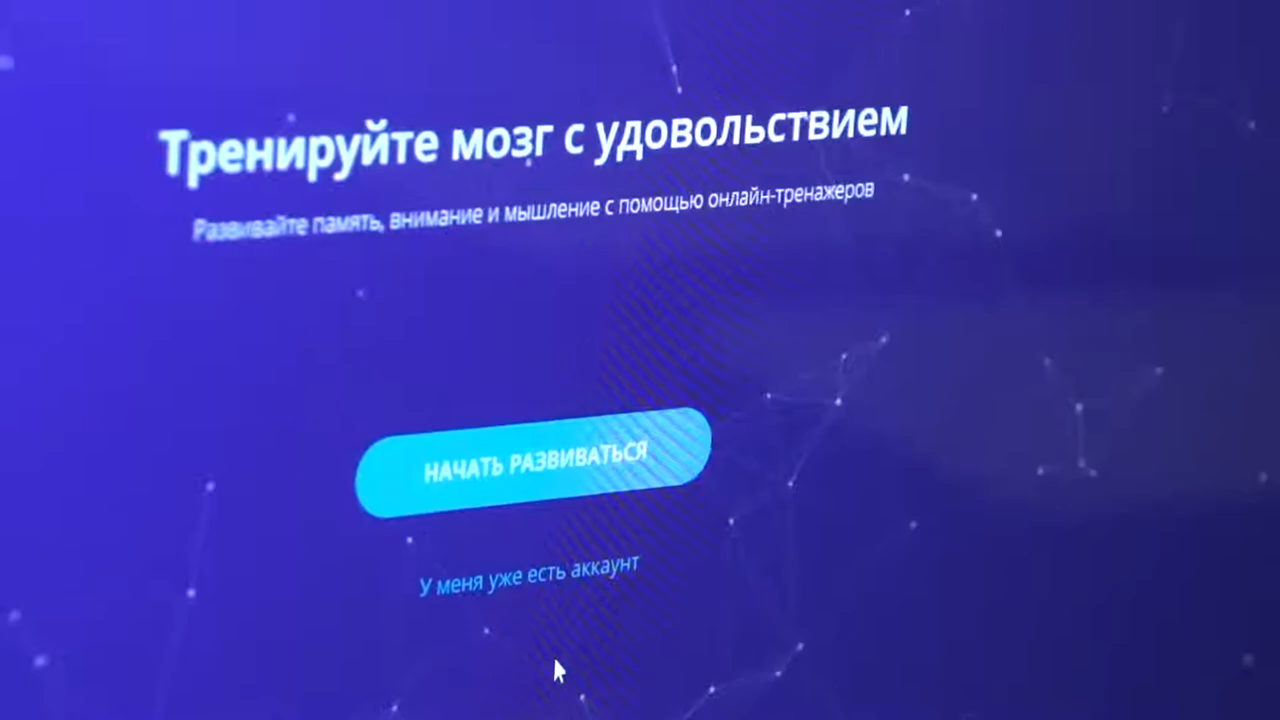 Тренируйте мозг с удовольствием
Развивайте память, внимание и мышление с помощью онлайн-тренажеров
НАЧАТЬ РАЗВИВАТЬСЯ
У меня уже есть аккаунт